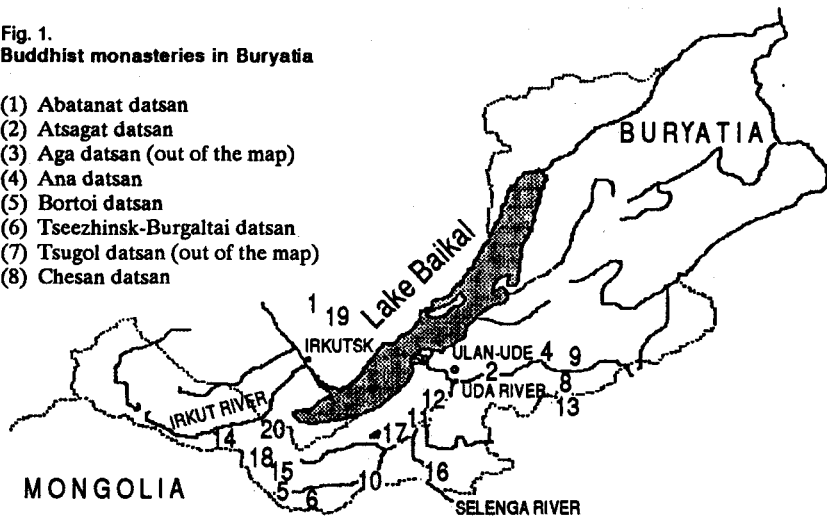 Fig. 1.
Buddhist monasteries in Buryatia
(1) Abatanat datsan
(2) Atsagat datsan
(3) Aga datsan (out of the map)
(4) Ana datsan
(5) Bortoi datsan
(6) Tseezhinsk-Burgaltai datsan
(7) Tsugol datsan (out of the map)
(8) Chesan datsan
BURYATIA
Lake Baikal
1
19
IRKUTSK
ULAN-UDE 4 9
2
UDA RIVER 8
12
13
IRKUT RIVER
11
14
20
17
18
15
16
5
6
10
MONGOLIA
SELENGA RIVER